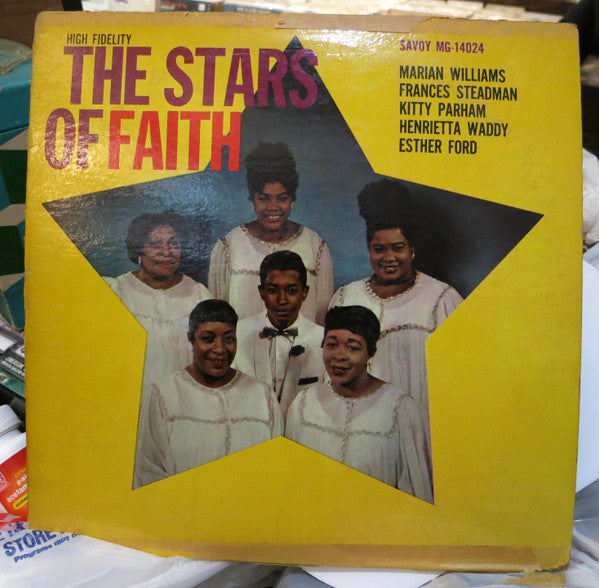 HIGH FIDELITY
THE STARS
OF FAITH
SAVOY MG-14024
MARIAN WILLIAMS
FRANCES STEADMAN
KITTY PARHAM
HENRIETTA WADDY
ESTHER FORD
STORE